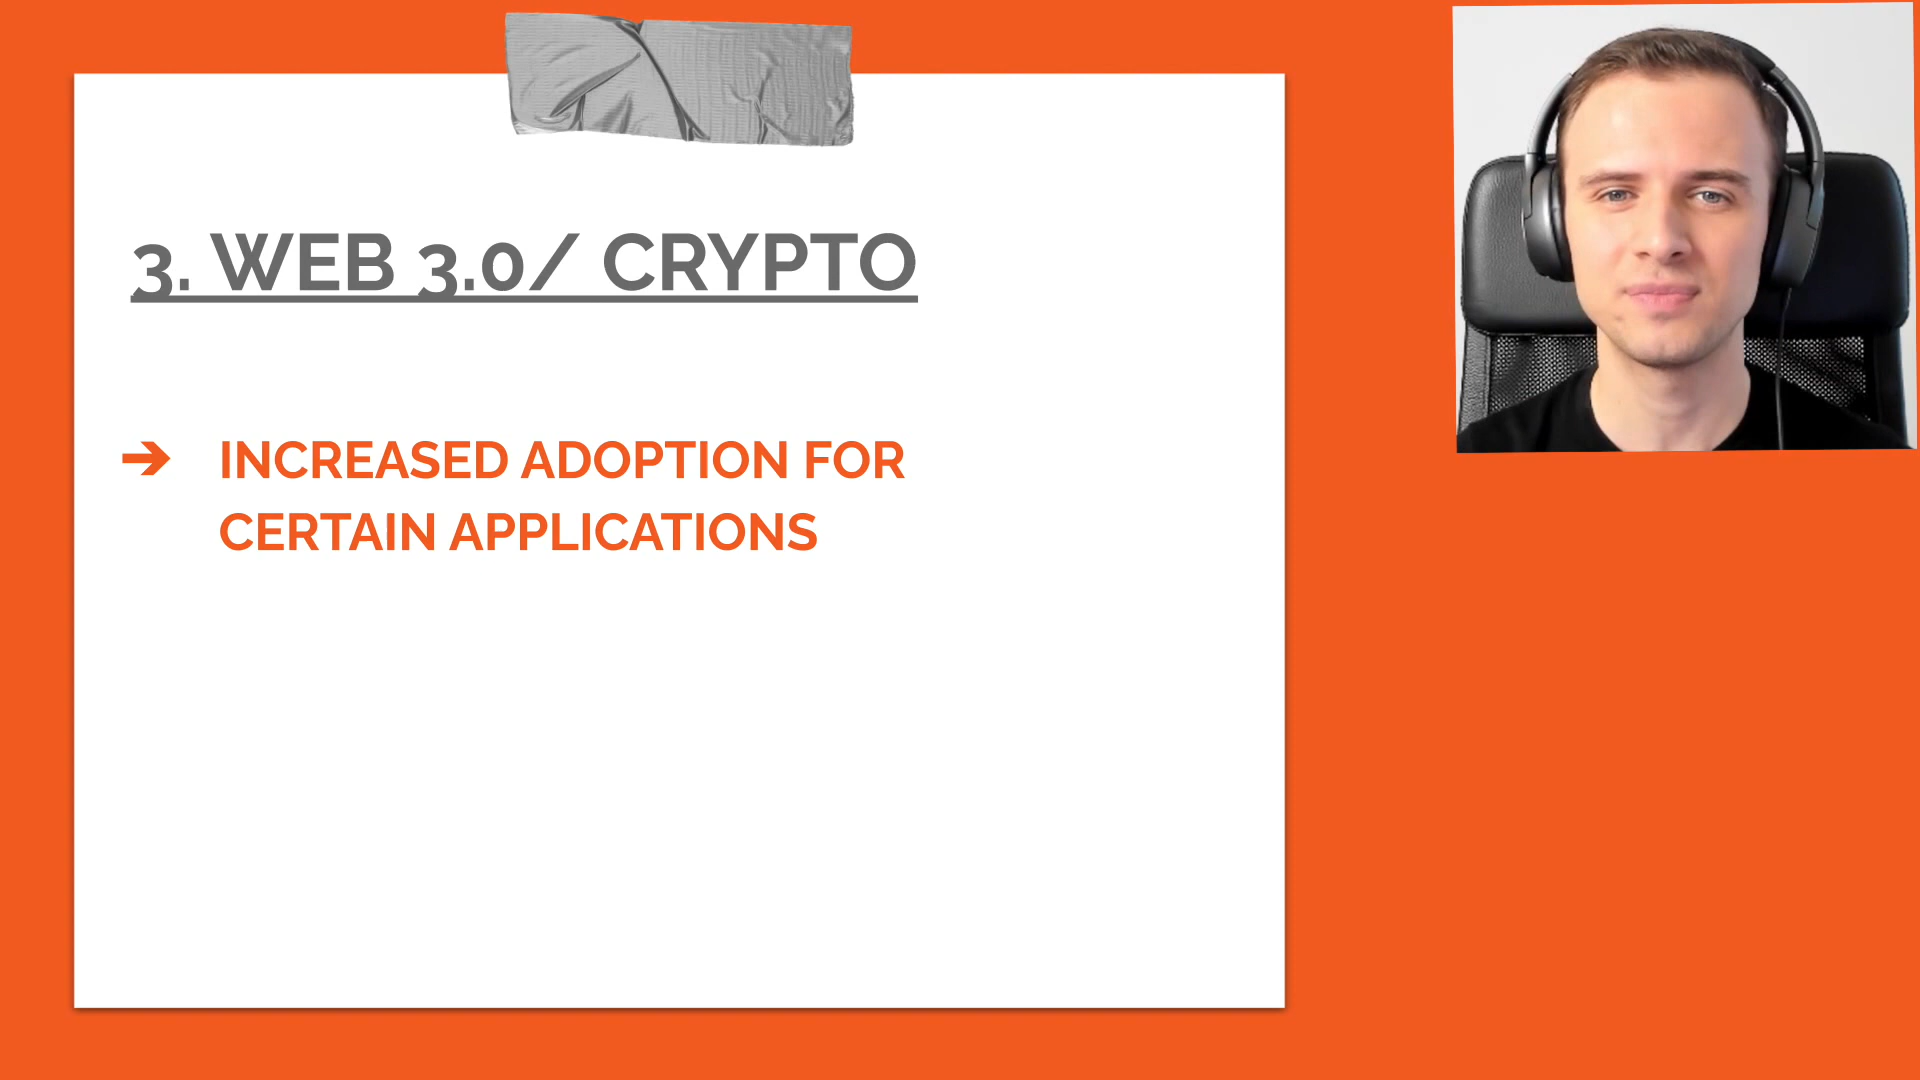 3. WEB 3.0/ CRYPTO
➔ INCREASED ADOPTION FOR
CERTAIN APPLICATIONS